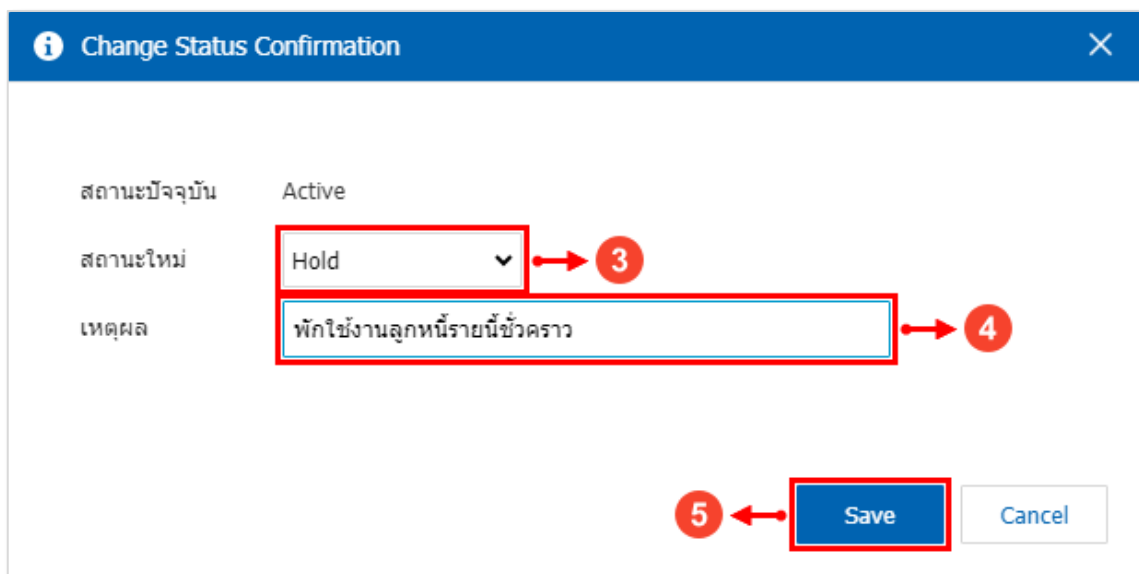 Change Status Confirmation
สถานะปัจจุบัน Active
สถานะใหม่ Hold 3
เหตุผล พักใช้งานลูกหนี้รายนี้ชั่วคราว 4
5 Save Cancel